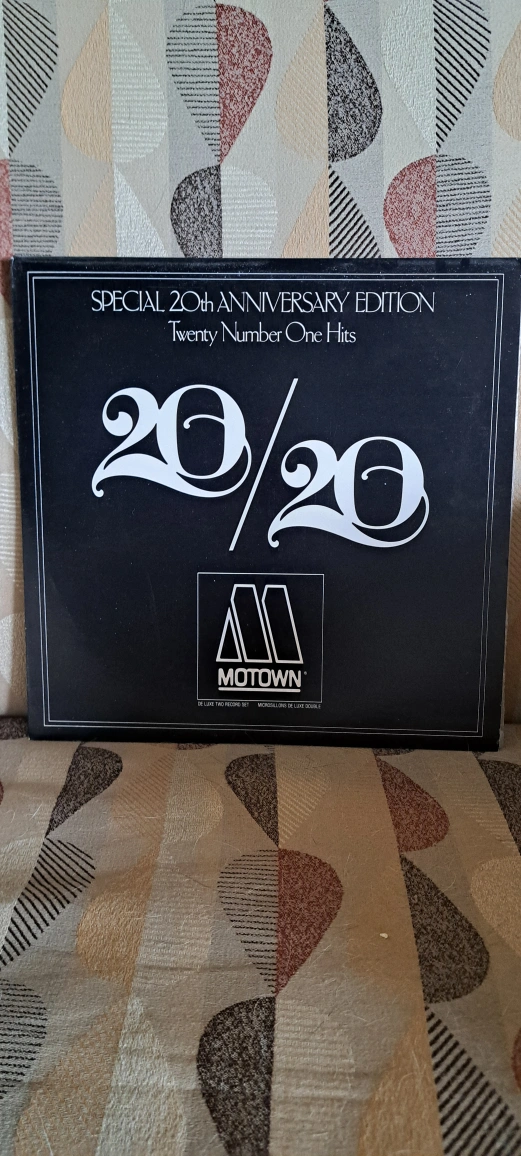 SPECIAL 20th ANNIVERSARY EDITION
Twenty Number One Hits
20/20
MOTOWN
DE LUXE TWO RECORD SET MICROSILLONS DE LUXE DOUBLE